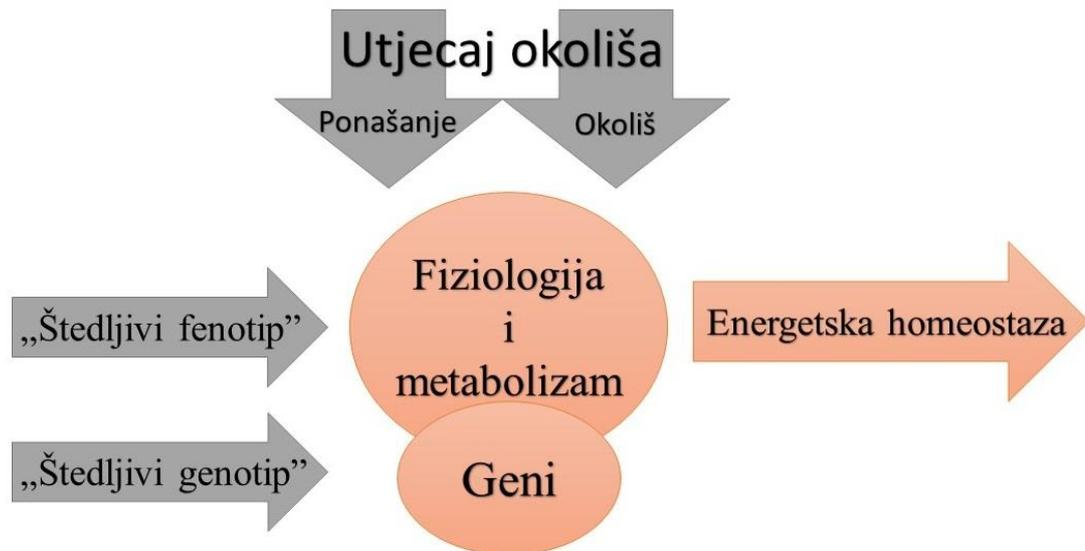 Utjecaj okoliša
Ponašanje
Okoliš
Fiziologija
i
metabolizam
„Štedljivi fenotip”
Energetska homeostaza
„Štedljivi genotip”
Geni